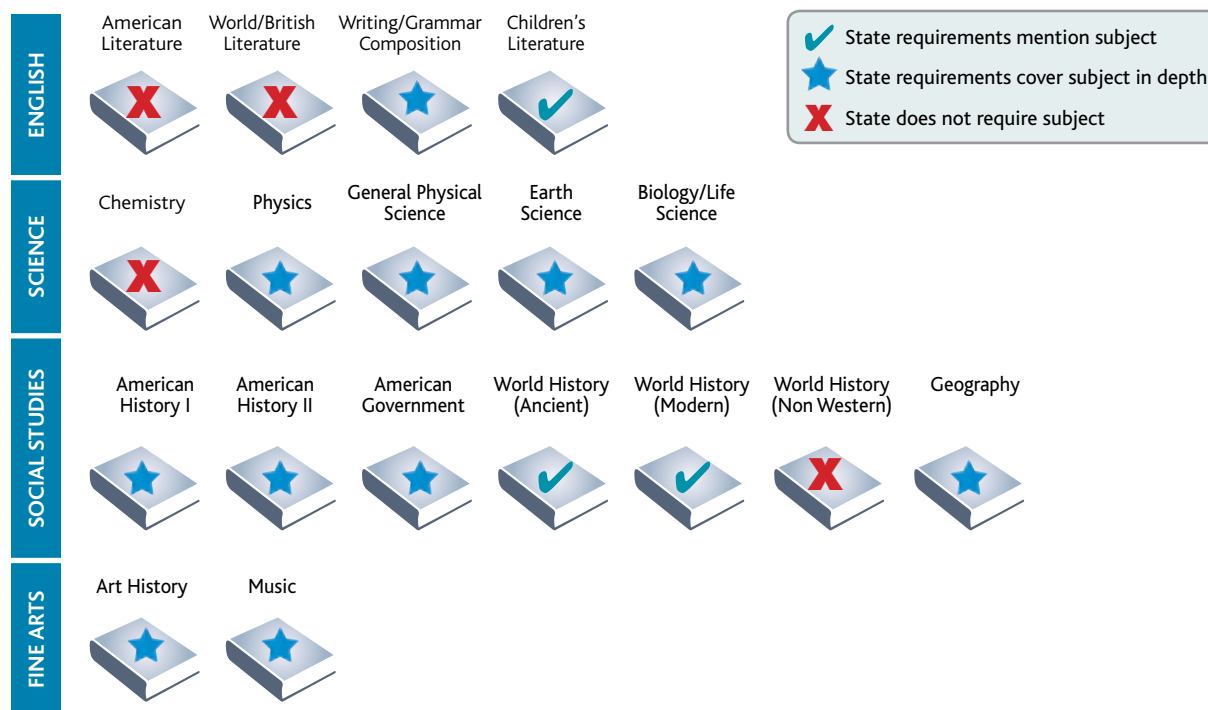 ENGLISH
American
Literature
World/British
Literature
Writing/Grammar
Composition
Children's
Literature
State requirements mention subject
State requirements cover subject in depth
State does not require subject
SCIENCE
Chemistry
Physics
General Physical
Science
Earth
Science
Biology/Life
Science
SOCIAL STUDIES
American
History I
American
History II
American
Government
World History
(Ancient)
World History
(Modern)
World History
(Non Western)
Geography
FINE ARTS
Art History
Music